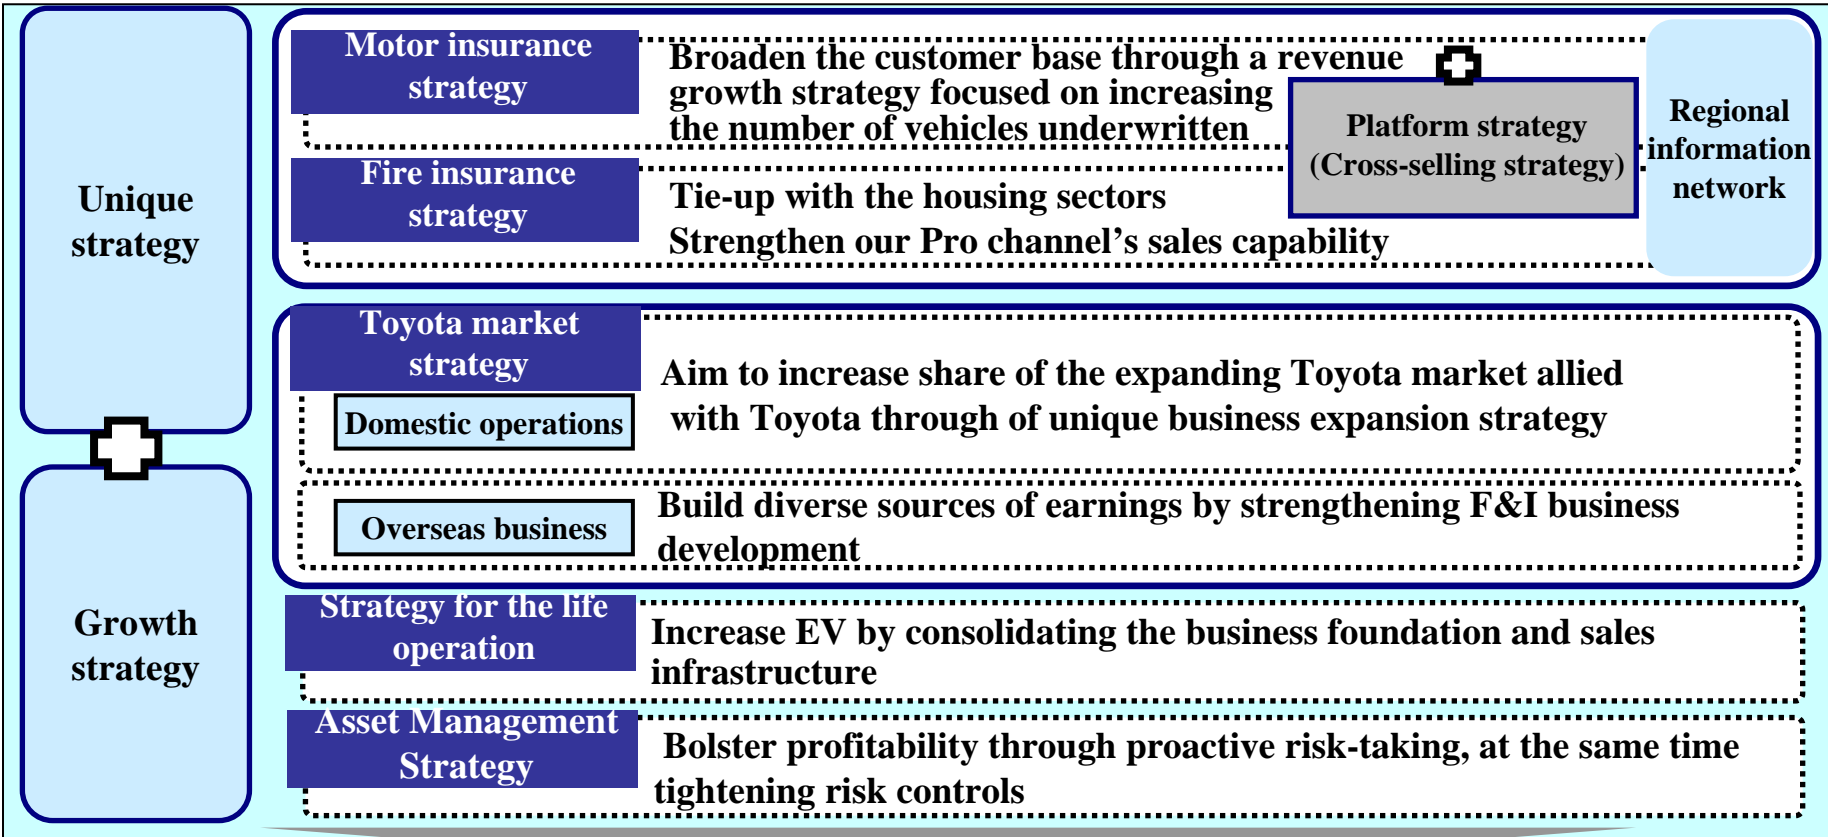 Unique
strategy
Growth
strategy
Motor insurance
strategy
Broaden the customer base through a revenue
growth strategy focused on increasing
the number of vehicles underwritten
Fire insurance
strategy
Tie-up with the housing sectors
Strengthen our Pro channel's sales capability
Platform strategy
(Cross-selling strategy)
Regional
information
network
Toyota market
strategy
Domestic operations
Aim to increase share of the expanding Toyota market allied
with Toyota through of unique business expansion strategy
Overseas business
Build diverse sources of earnings by strengthening F&I business
development
Strategy for the life
operation
Increase EV by consolidating the business foundation and sales
infrastructure
Asset Management
Strategy
Bolster profitability through proactive risk-taking, at the same time
tightening risk controls